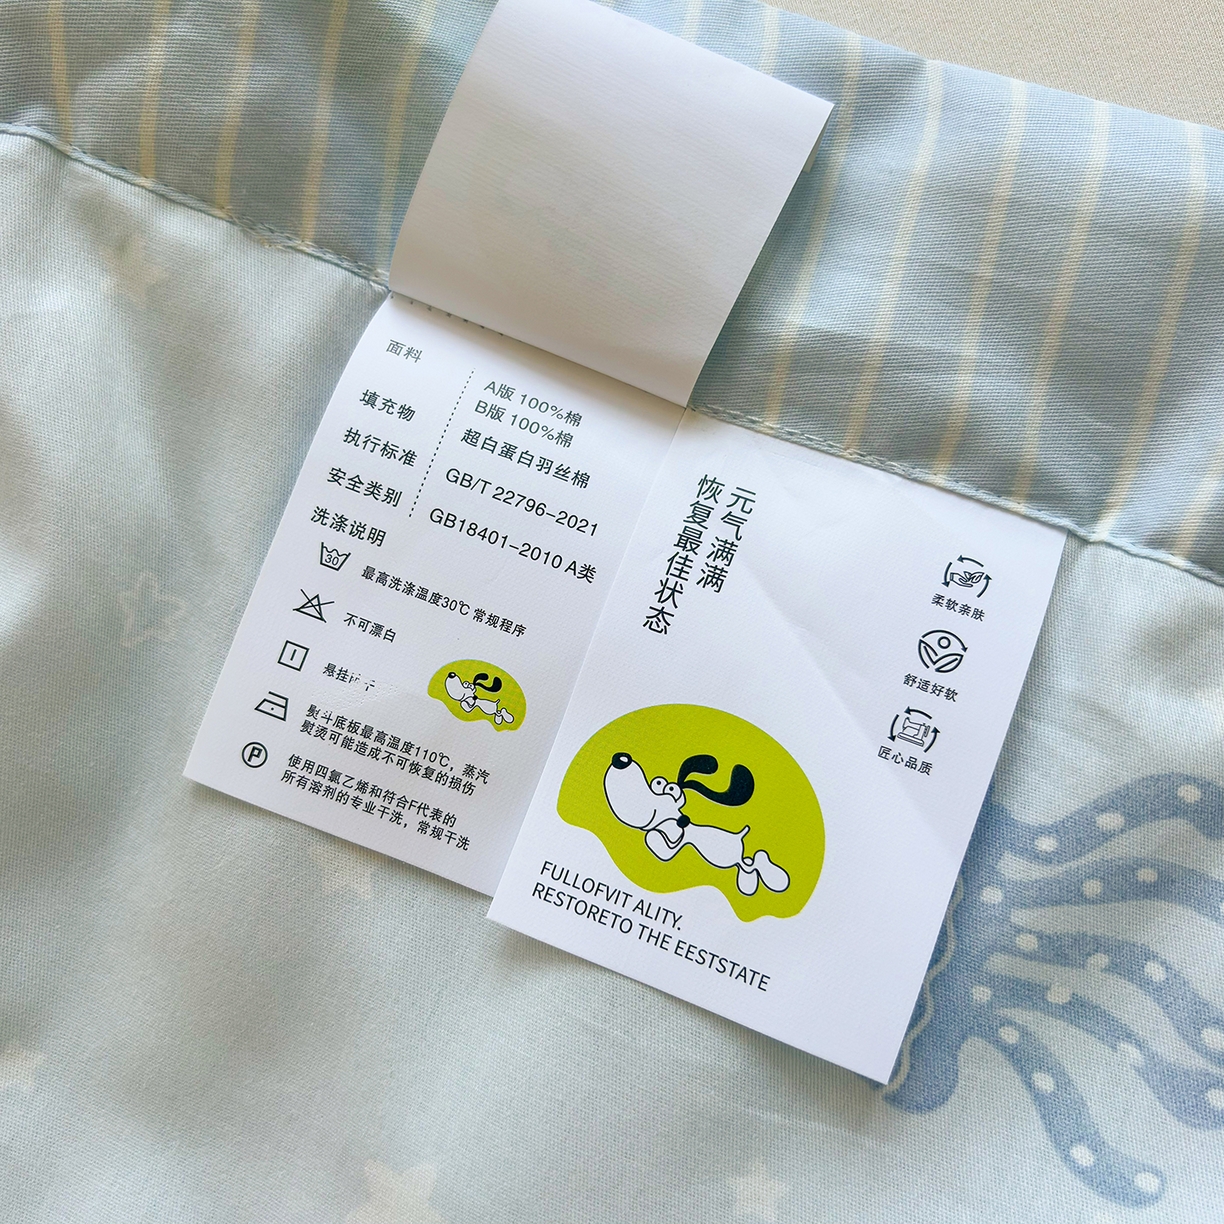 面料
A版 100%棉
B版 100%棉
填充物
超白蛋白羽丝棉
执行标准
GB/T 22796-2021
安全类别
GB18401-2010 A类
洗涤说明
30
最高洗涤温度30℃ 常规程序
不可漂白
悬挂
熨斗底板最高温度110℃，蒸汽
熨烫可能造成不可恢复的损伤
P
使用四氯乙烯和符合F代表的
所有溶剂的专业干洗，常规干洗
元气满满
恢复最佳状态
柔软亲肤
舒适好软
匠心品质
FULLOFVIT ALITY.
RESTORETO THE EESTSTATE